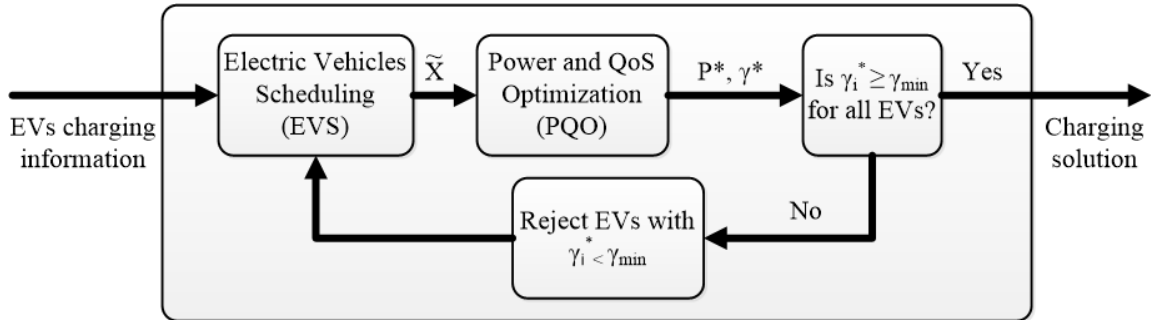 EVs charging
information
Electric Vehicles
Scheduling
(EVS)
X̃
Power and QoS
Optimization
(PQO)
P*, γ*
Is γᵢ* ≥ γmin
for all EVs?
Yes
Charging
solution
No
Reject EVs with
γᵢ* < γmin